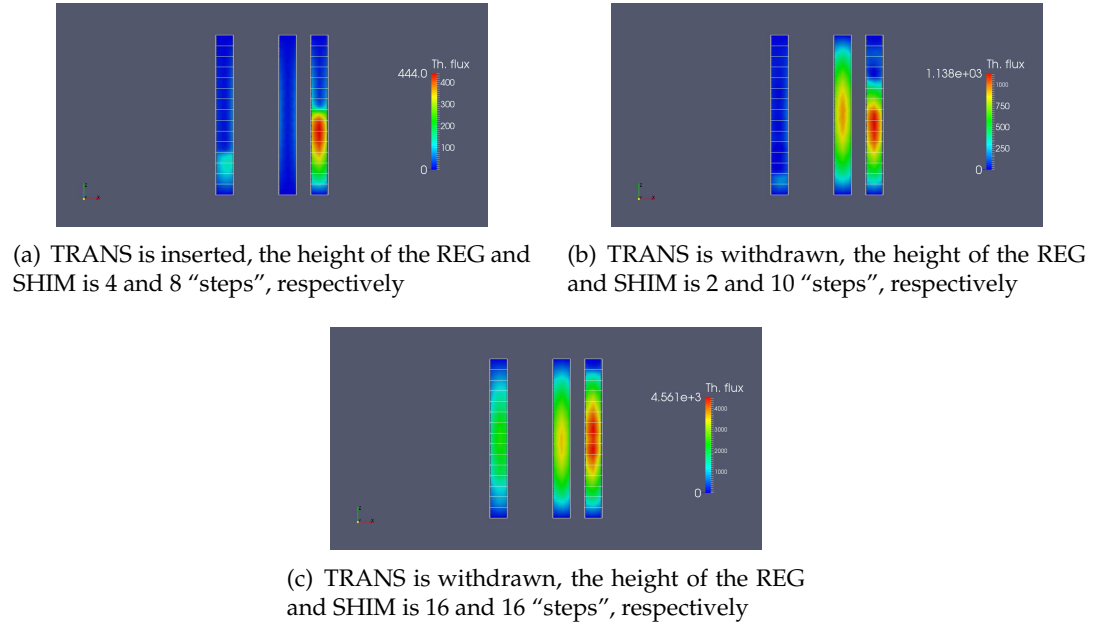 Th. flux
444.0
400
300
200
100
0
Th. flux
1.138e+03
1000
750
500
250
0
(a) TRANS is inserted, the height of the REG and
SHIM is 4 and 8 “steps”, respectively
(b) TRANS is withdrawn, the height of the REG
and SHIM is 2 and 10 “steps”, respectively
Th. flux
4.561e+3
4000
3000
2000
1000
0
(c) TRANS is withdrawn, the height of the REG
and SHIM is 16 and 16 “steps”, respectively